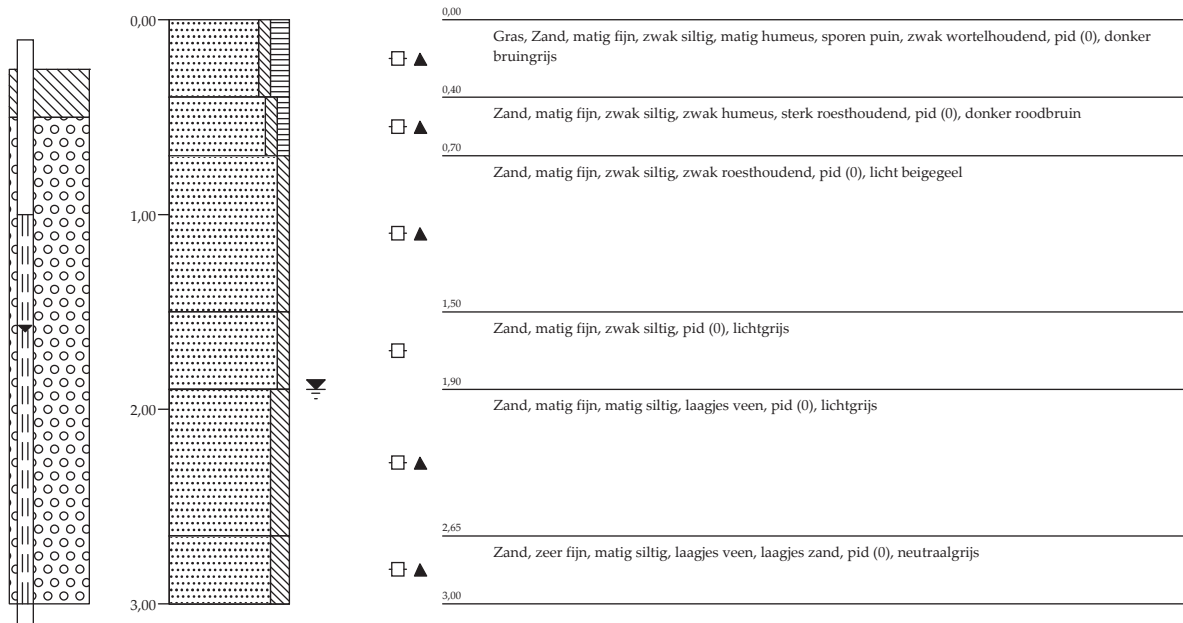 0,00
1,00
2,00
3,00
0,00
Gras, Zand, matig fijn, zwak siltig, matig humeus, sporen puin, zwak wortelhoudend, pid (0), donker
bruingrijs
0,40
Zand, matig fijn, zwak siltig, zwak humeus, sterk roesthoudend, pid (0), donker roodbruin
0,70
Zand, matig fijn, zwak siltig, zwak roesthoudend, pid (0), licht beigegeel
1,50
Zand, matig fijn, zwak siltig, pid (0), lichtgrijs
1,90
Zand, matig fijn, matig siltig, laagjes veen, pid (0), lichtgrijs
2,65
Zand, zeer fijn, matig siltig, laagjes veen, laagjes zand, pid (0), neutraalgrijs
3,00